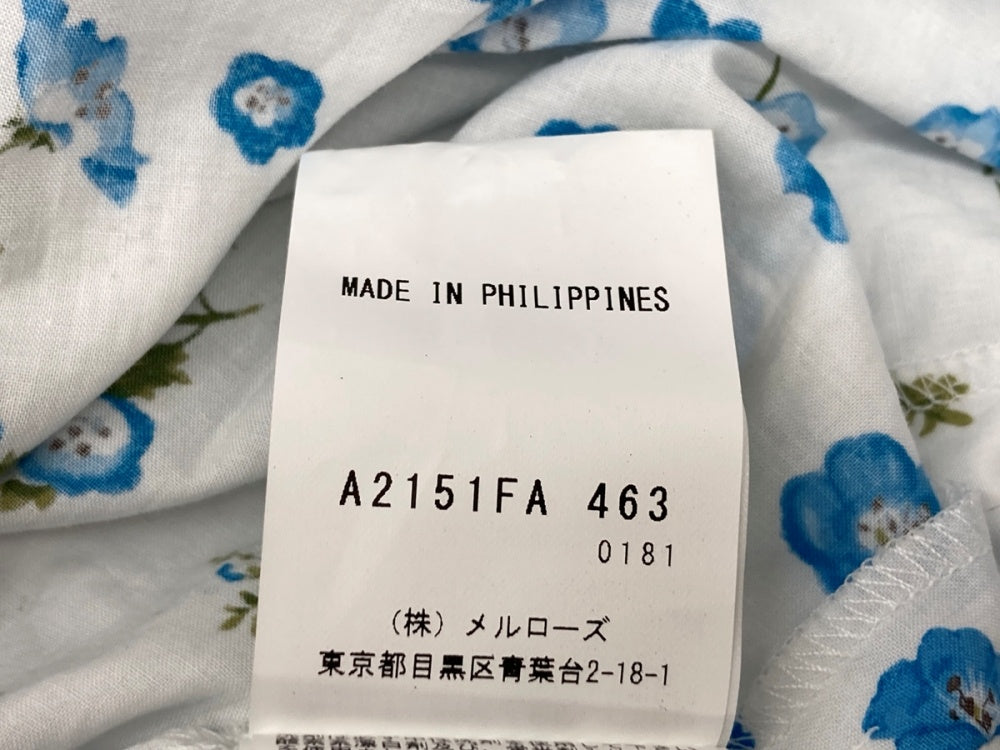 MADE IN PHILIPPINES
A2151FA 463
0181
(株) メルローズ
東京都目黒区青葉台2-18-1